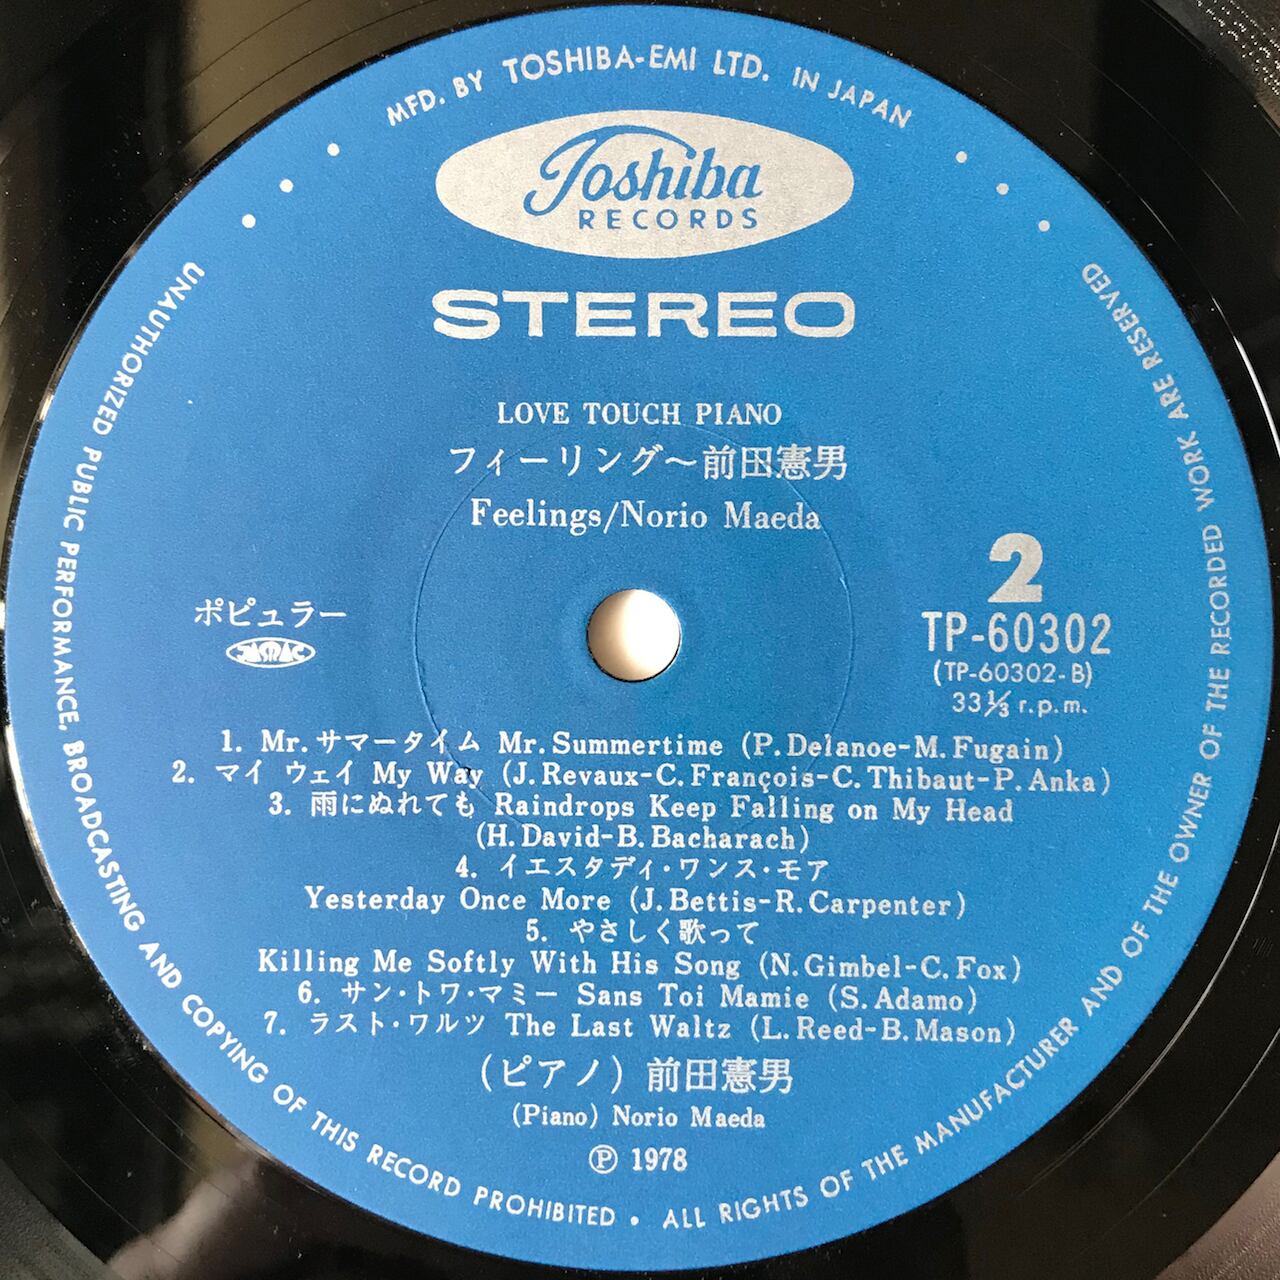 MFD. BY TOSHIBA-EMI LTD. IN JAPAN
Toshiba
RECORDS
STEREO
LOVE TOUCH PIANO
フィーリング～前田憲男
Feelings/Norio Maeda
2
ポピュラー
TP-60302
JASRAC
(TP-60302-B)
33⅓ r.p.m.
1. Mr.サマータイム Mr. Summertime (P. Delanoe-M. Fugain)
2. マイ ウェイ My Way (J. Revaux-C. François-C. Thibaut-P. Anka)
3. 雨にぬれても Raindrops Keep Falling on My Head
(H. David-B. Bacharach)
4. イエスタデイ・ワンス・モア
Yesterday Once More (J. Bettis-R. Carpenter)
5. やさしく歌って
Killing Me Softly With His Song (N. Gimbel-C. Fox)
6. サン・トワ・マミー Sans Toi Mamie (S. Adamo)
7. ラスト・ワルツ The Last Waltz (L. Reed-B. Mason)
(ピアノ) 前田憲男
(Piano) Norio Maeda
Ⓟ 1978
UNAUTHORIZED PUBLIC PERFORMANCE, BROADCASTING AND COPYING OF THIS RECORD PROHIBITED • ALL RIGHTS OF THE MANUFACTURER AND OF THE OWNER OF THE RECORDED WORK ARE RESERVED